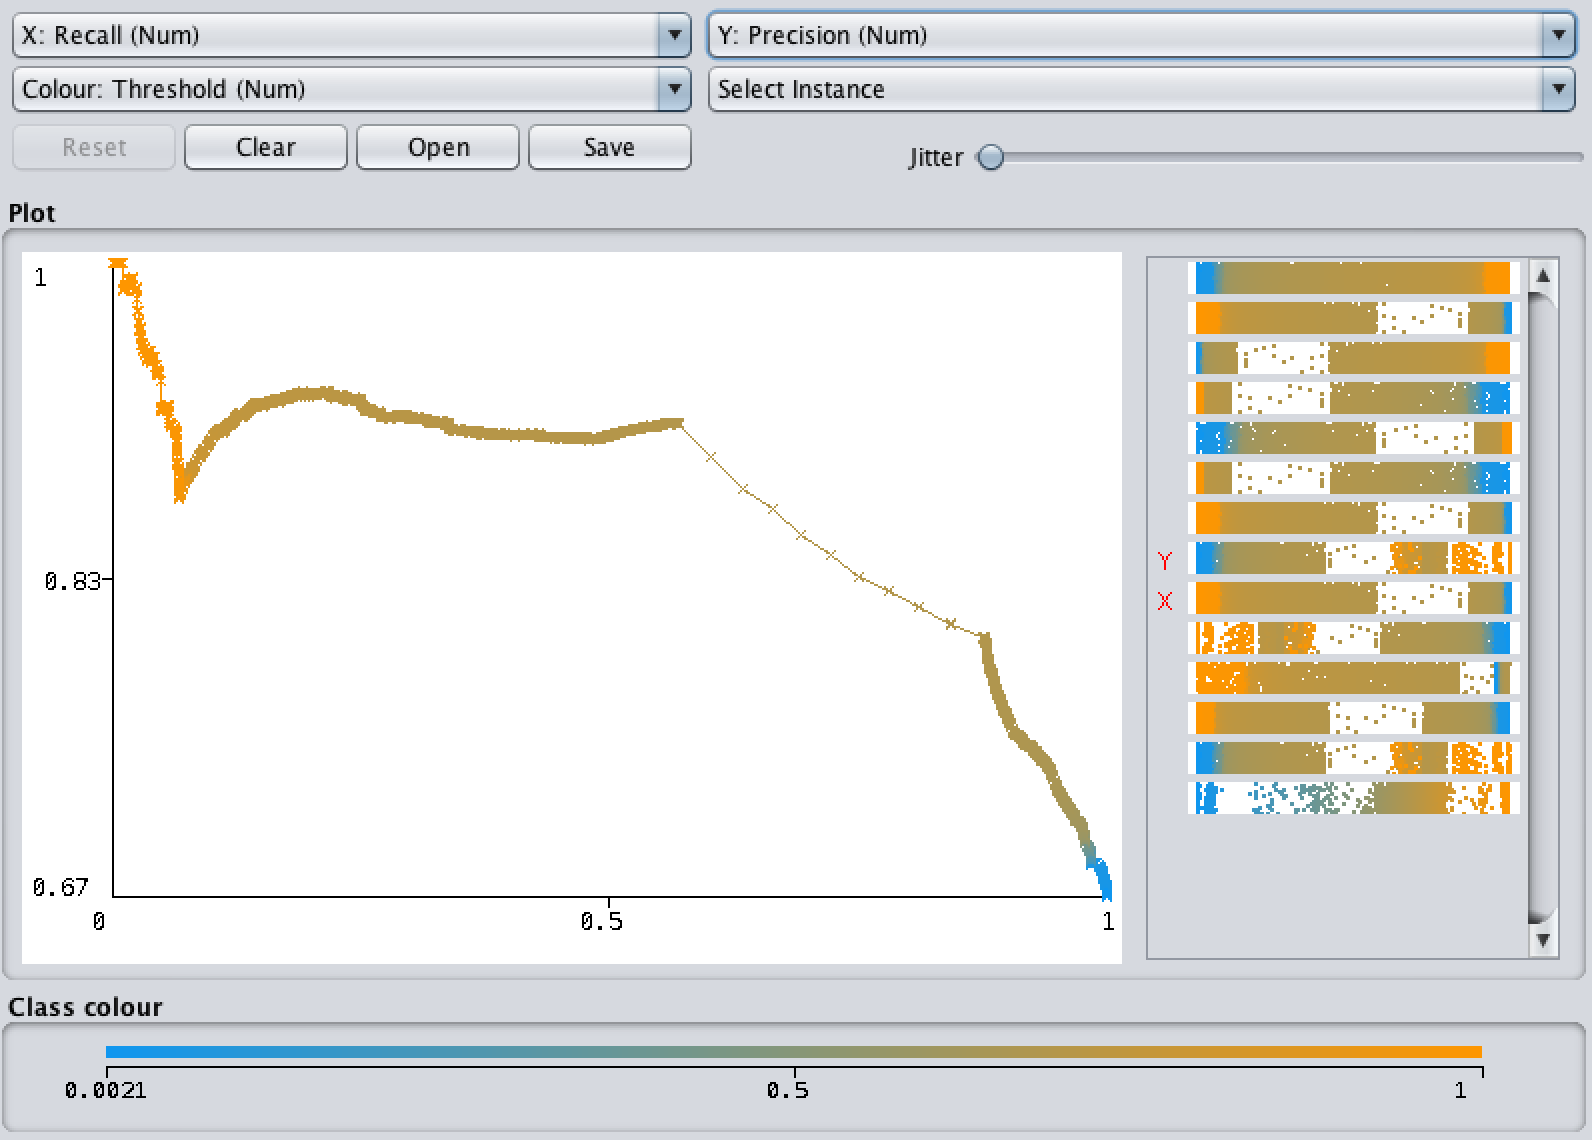 X: Recall (Num)
Y: Precision (Num)
Colour: Threshold (Num)
Select Instance
Reset
Clear
Open
Save
Jitter
Plot
1
0.83
0.67
0
0.5
1
Y
X
Class colour
0.0021
0.5
1